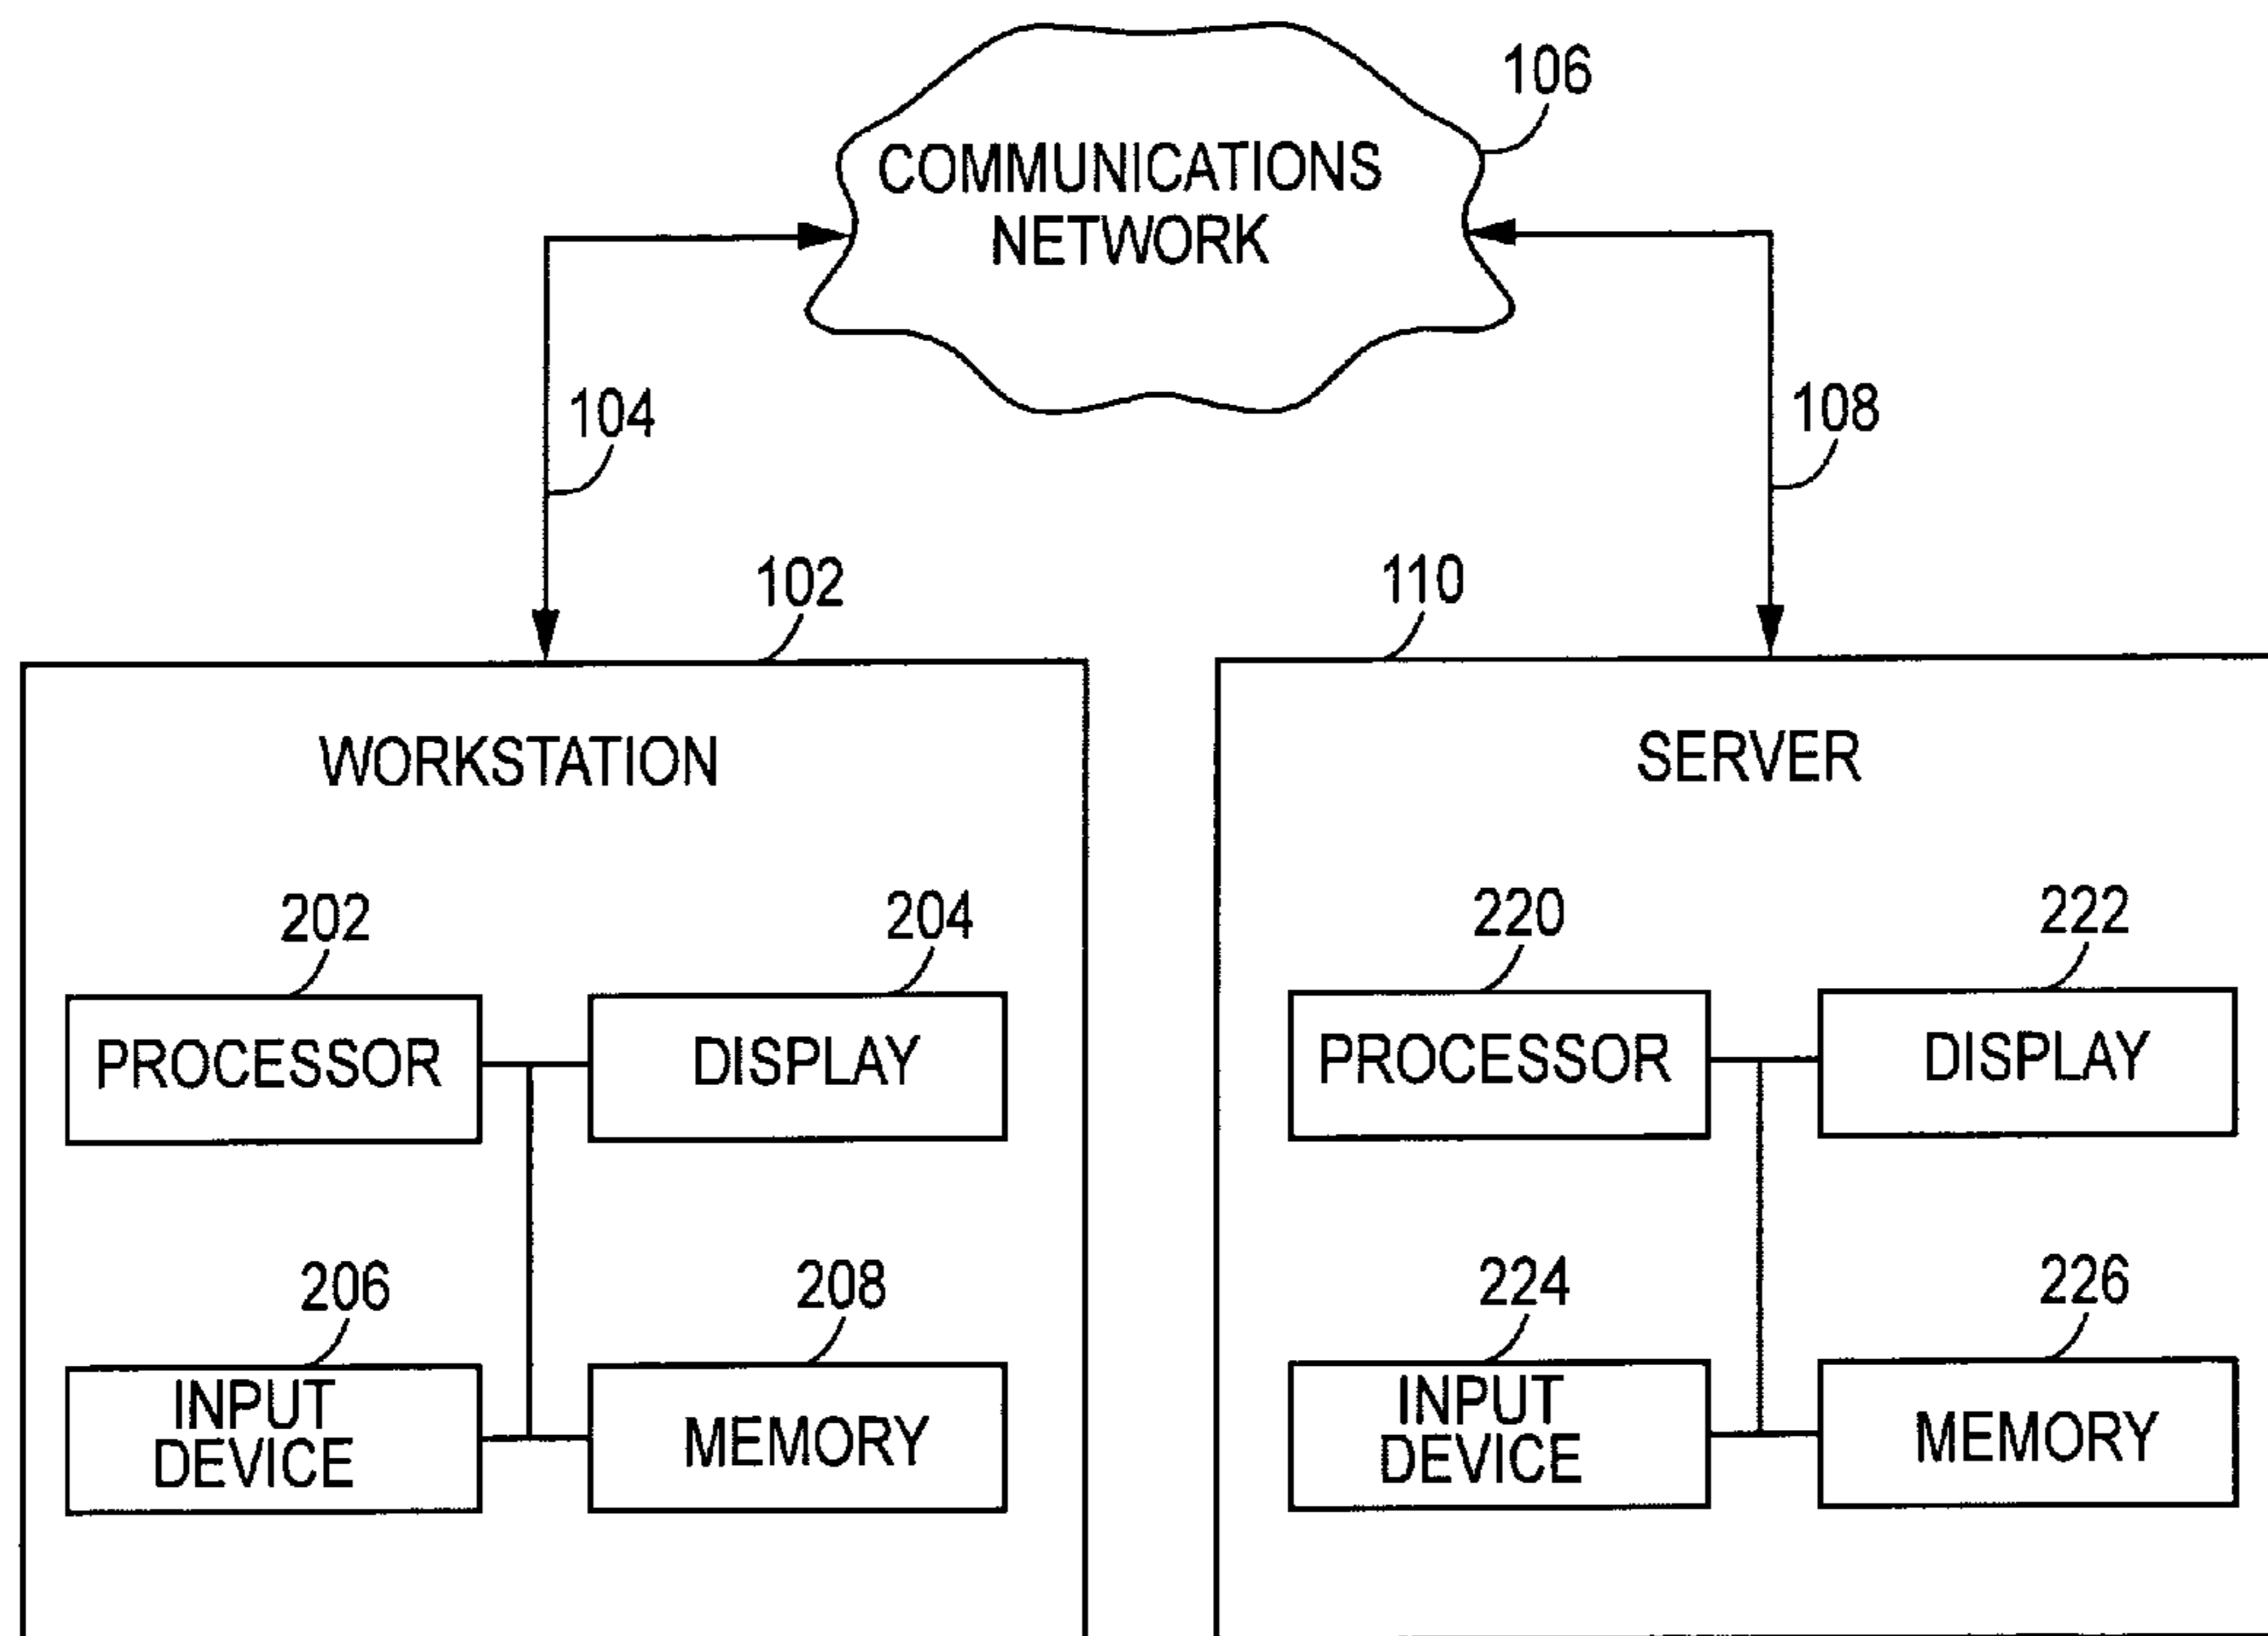 106
COMMUNICATIONS
NETWORK
104
108
102
110
WORKSTATION
SERVER
202
204
220
222
PROCESSOR
DISPLAY
PROCESSOR
DISPLAY
206
208
224
226
INPUT
DEVICE
MEMORY
INPUT
DEVICE
MEMORY